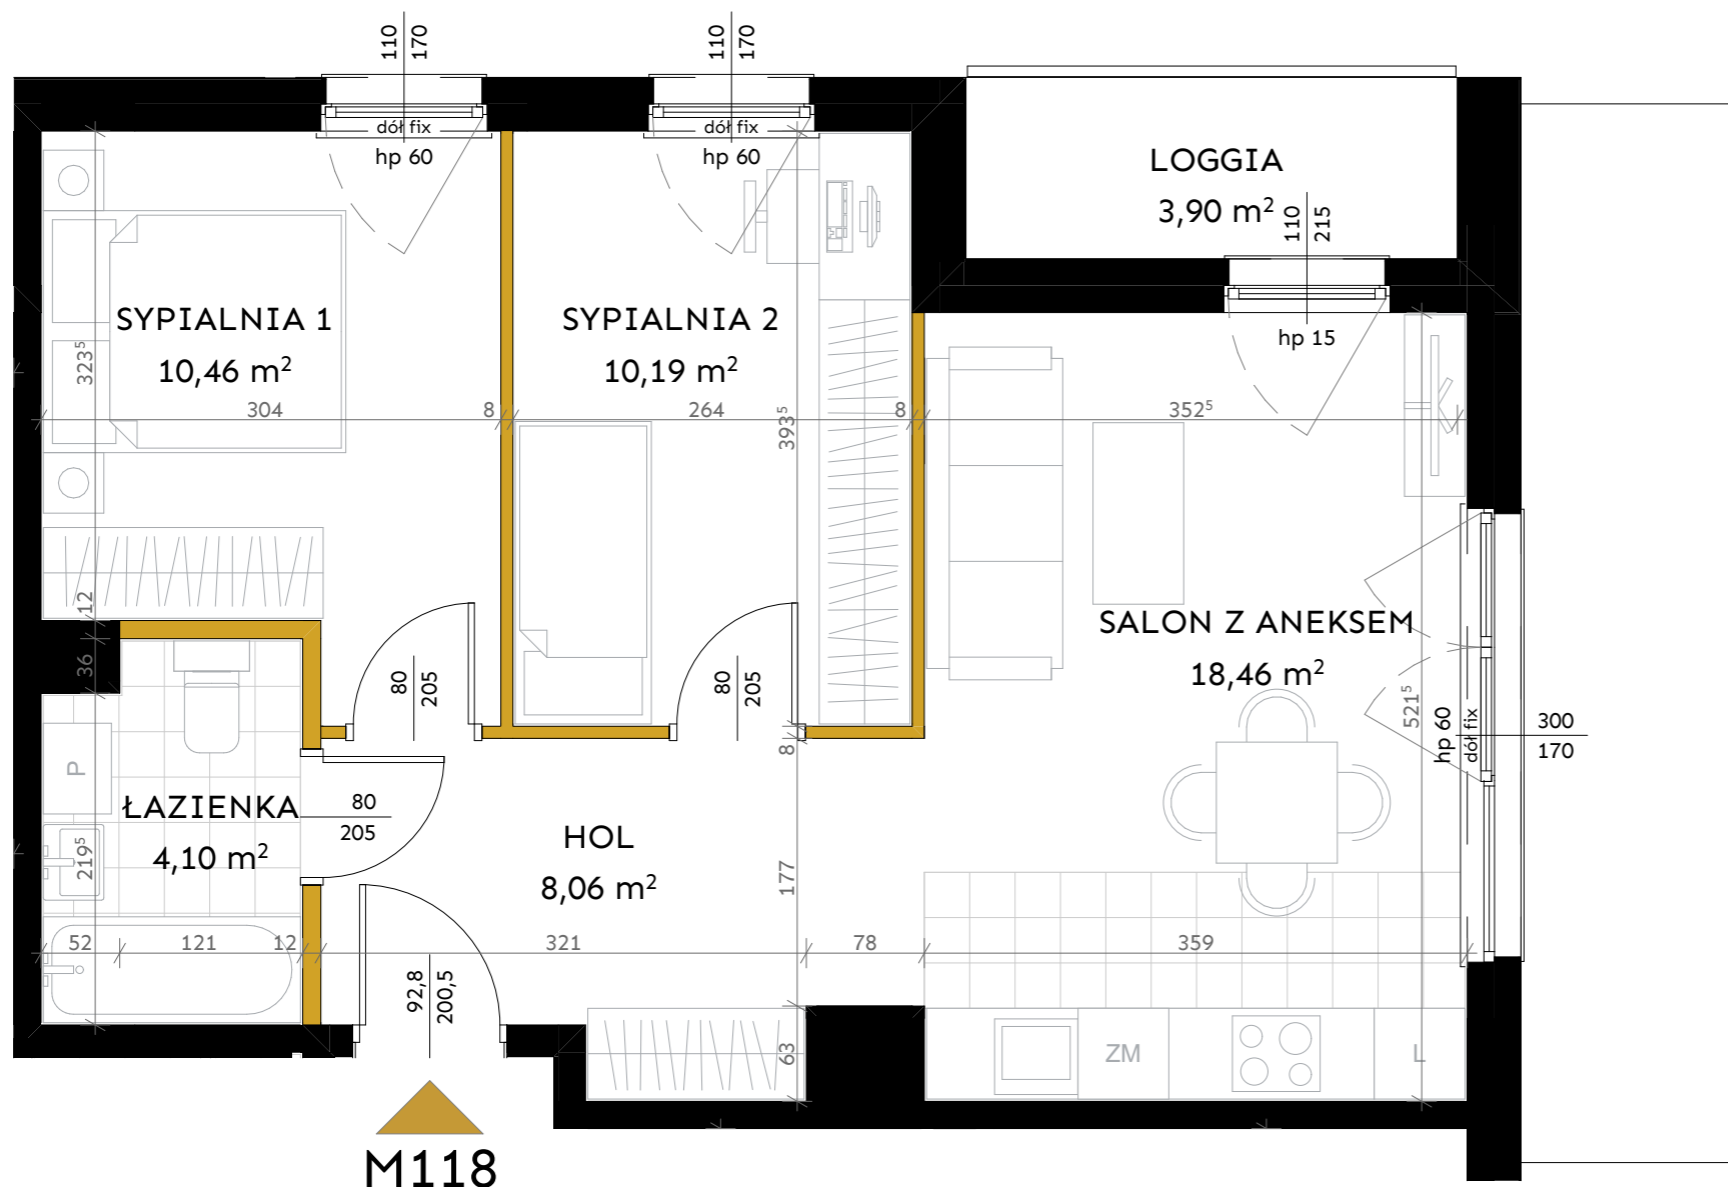 110
170
110
170
dół fix
hp 60
dół fix
hp 60
LOGGIA
3,90 m²
110
215
hp 15
SYPIALNIA 1
10,46 m²
SYPIALNIA 2
10,19 m²
323⁵
304
8
264
393⁵
8
352⁵
12
36
80
205
80
205
SALON Z ANEKSEM
18,46 m²
521⁵
hp 60
dół fix
300
170
P
ŁAZIENKA
4,10 m²
219⁵
80
205
HOL
8,06 m²
8
177
52
121
12
321
78
359
92,8
200,5
63
ZM
L
M118